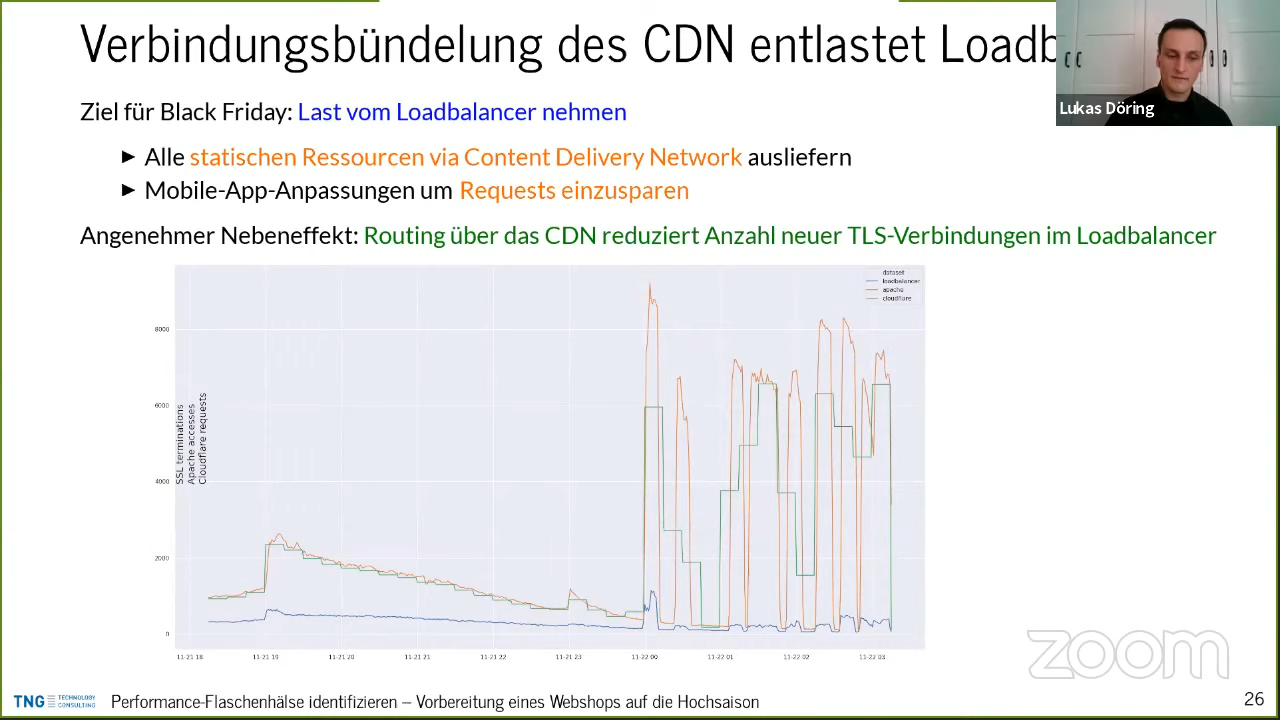 Verbindungsbündelung des CDN entlastet Loadb
Lukas Döring
Ziel für Black Friday: Last vom Loadbalancer nehmen
► Alle statischen Ressourcen via Content Delivery Network ausliefern
► Mobile-App-Anpassungen um Requests einzusparen
Angenehmer Nebeneffekt: Routing über das CDN reduziert Anzahl neuer TLS-Verbindungen im Loadbalancer
dataset
loadbalancer
apache
cloudflare
8000
6000
4000
2000
0
SSL terminations
Apache accesses
Cloudflare requests
11-21 18 11-21 19 11-21 20 11-21 21 11-21 22 11-21 23 11-22 00 11-22 01 11-22 02 11-22 03
zoom
TNG TECHNOLOGY CONSULTING
Performance-Flaschenhälse identifizieren – Vorbereitung eines Webshops auf die Hochsaison
26